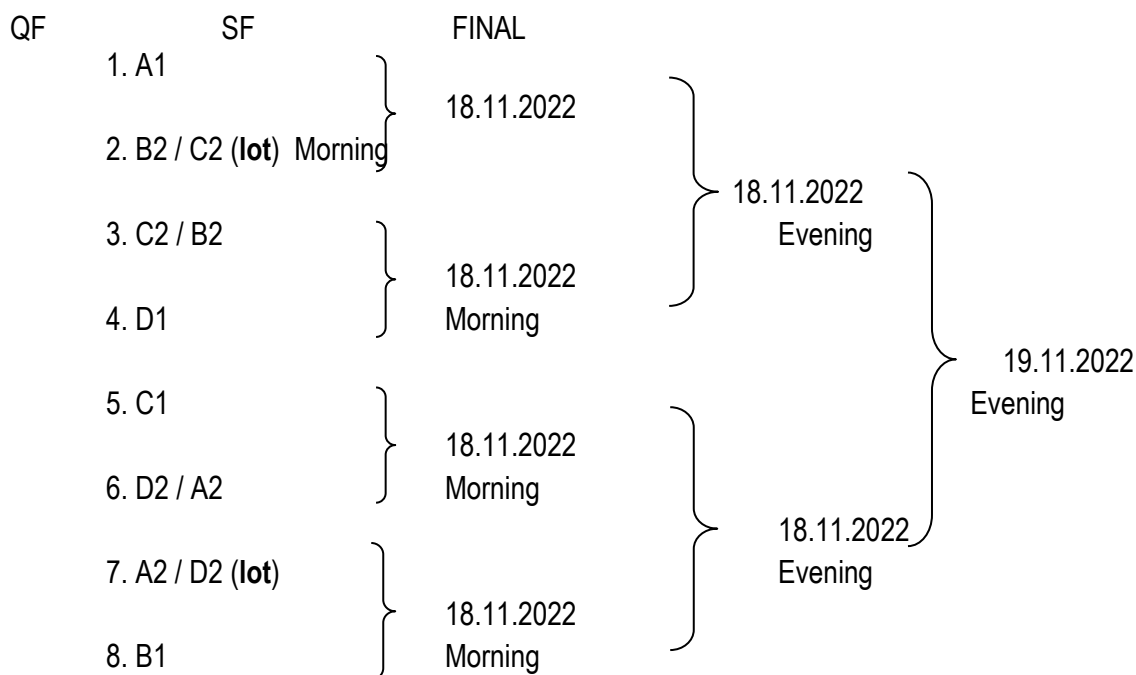 QF SF FINAL
1. A1
18.11.2022
2. B2 / C2 (lot) Morning
18.11.2022
Evening
3. C2 / B2
18.11.2022
4. D1 Morning
19.11.2022
Evening
5. C1
18.11.2022
6. D2 / A2 Morning
18.11.2022
Evening
7. A2 / D2 (lot)
18.11.2022
8. B1 Morning